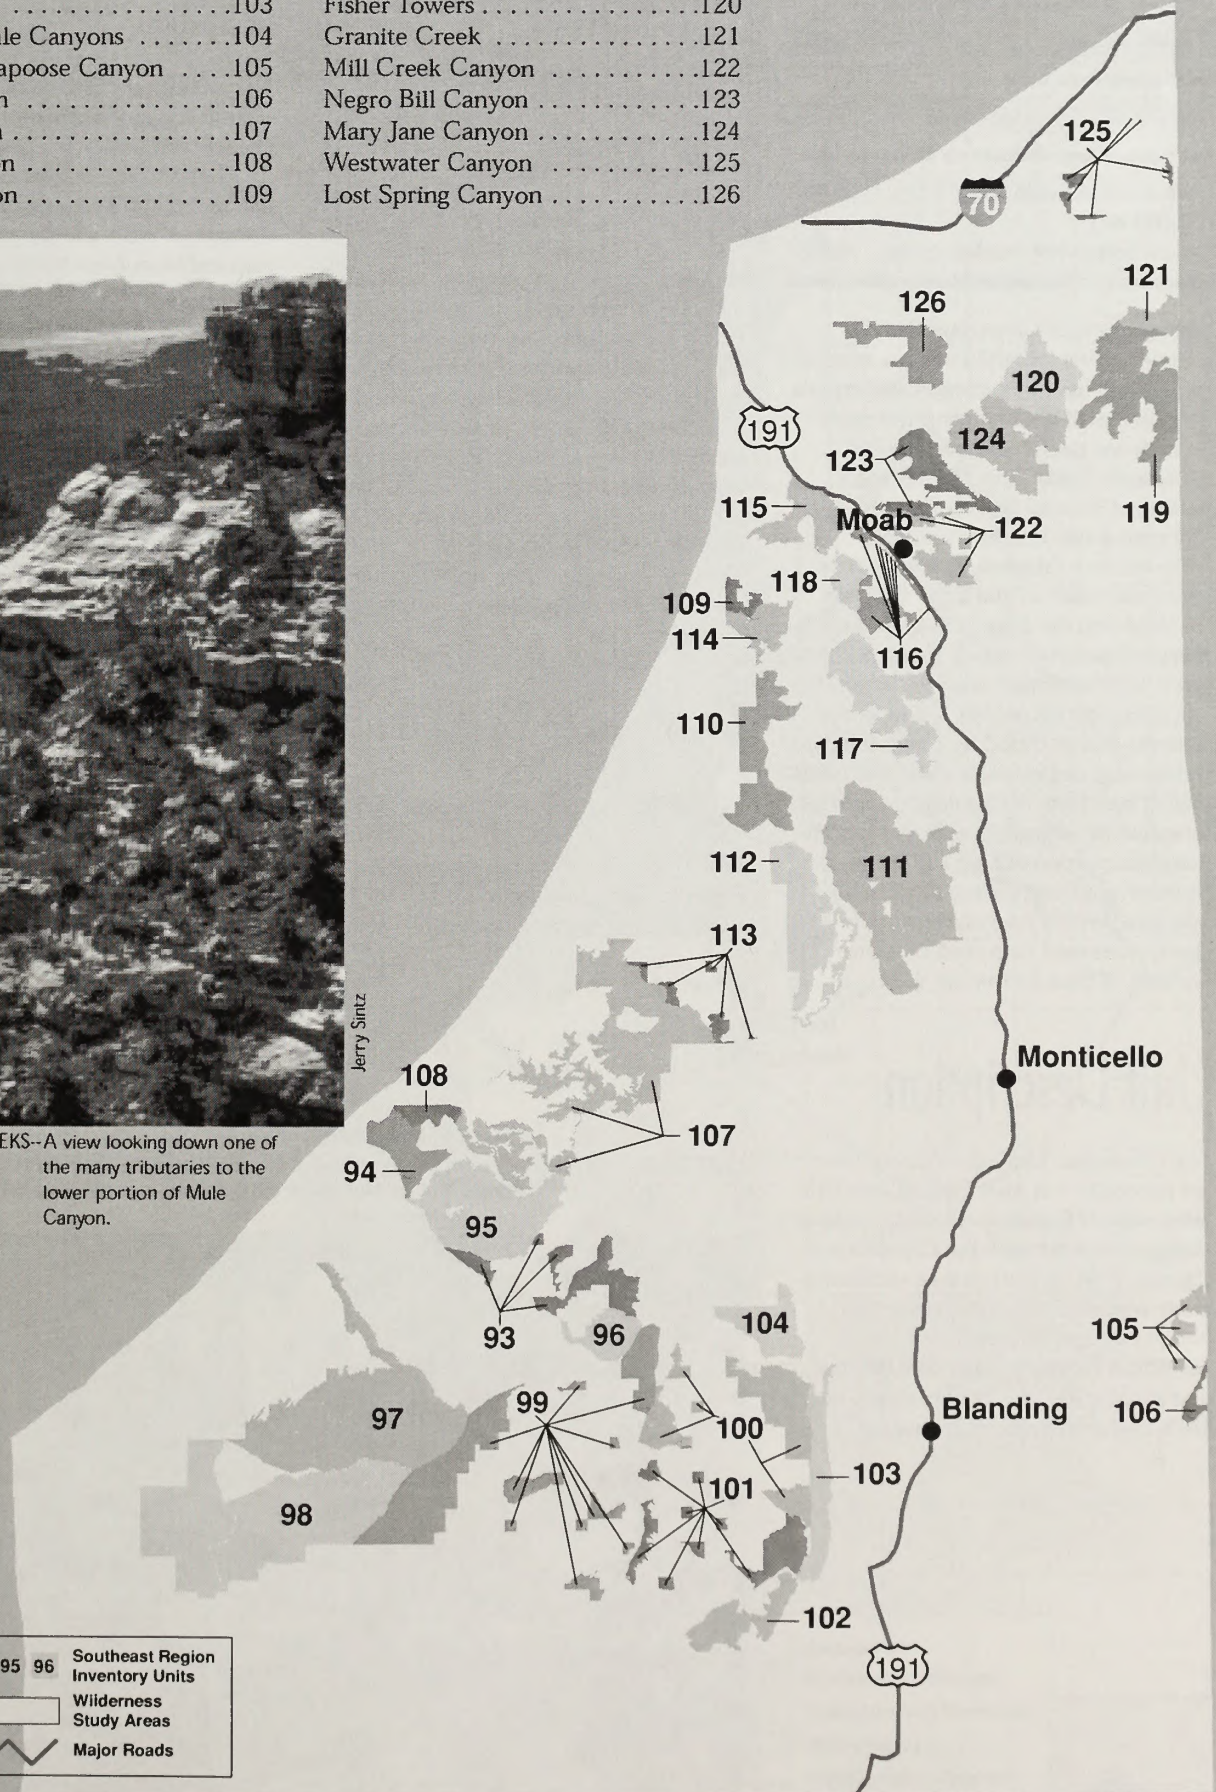 103
le Canyons 104
apoose Canyon 105
106
107
n 108
on 109
Fisher Towers 120
Granite Creek 121
Mill Creek Canyon 122
Negro Bill Canyon 123
Mary Jane Canyon 124
Westwater Canyon 125
Lost Spring Canyon 126
125
70
121
126
120
191
124
123
115
Moab
119
122
118
109
114
116
110
117
112
111
113
Jerry Sintz
Monticello
108
EKS--A view looking down one of
the many tributaries to the
lower portion of Mule
Canyon.
107
94
95
93
96
104
105
97
99
Blanding
106
100
103
101
98
102
191
95 96 Southeast Region
Inventory Units
Wilderness
Study Areas
Major Roads